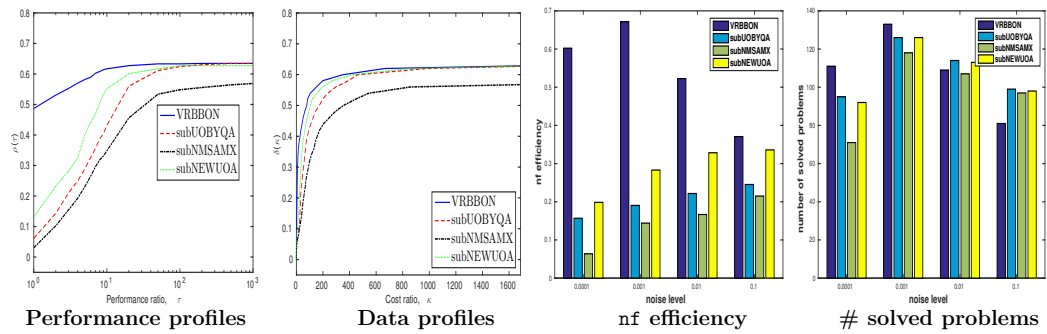 0.8
0.7
0.6
0.5
0.4
0.3
0.2
0.1
0
ρ(τ)
VRBBON
subUOBYQA
subNMSAMX
subNEWUOA
10^0 10^1 10^2 10^3
Performance ratio, τ
Performance profiles
0.8
0.7
0.6
0.5
0.4
0.3
0.2
0.1
0
δ(κ)
VRBBON
subUOBYQA
subNMSAMX
subNEWUOA
0 200 400 600 800 1000 1200 1400 1600
Cost ratio, κ
Data profiles
0.7
0.6
0.5
0.4
0.3
0.2
0.1
0
nf efficiency
VRBBON
subUOBYQA
subNMSAMX
subNEWUOA
0.0001 0.001 0.01 0.1
noise level
nf efficiency
140
120
100
80
60
40
20
0
number of solved problems
VRBBON
subUOBYQA
subNMSAMX
subNEWUOA
0.0001 0.001 0.01 0.1
noise level
# solved problems